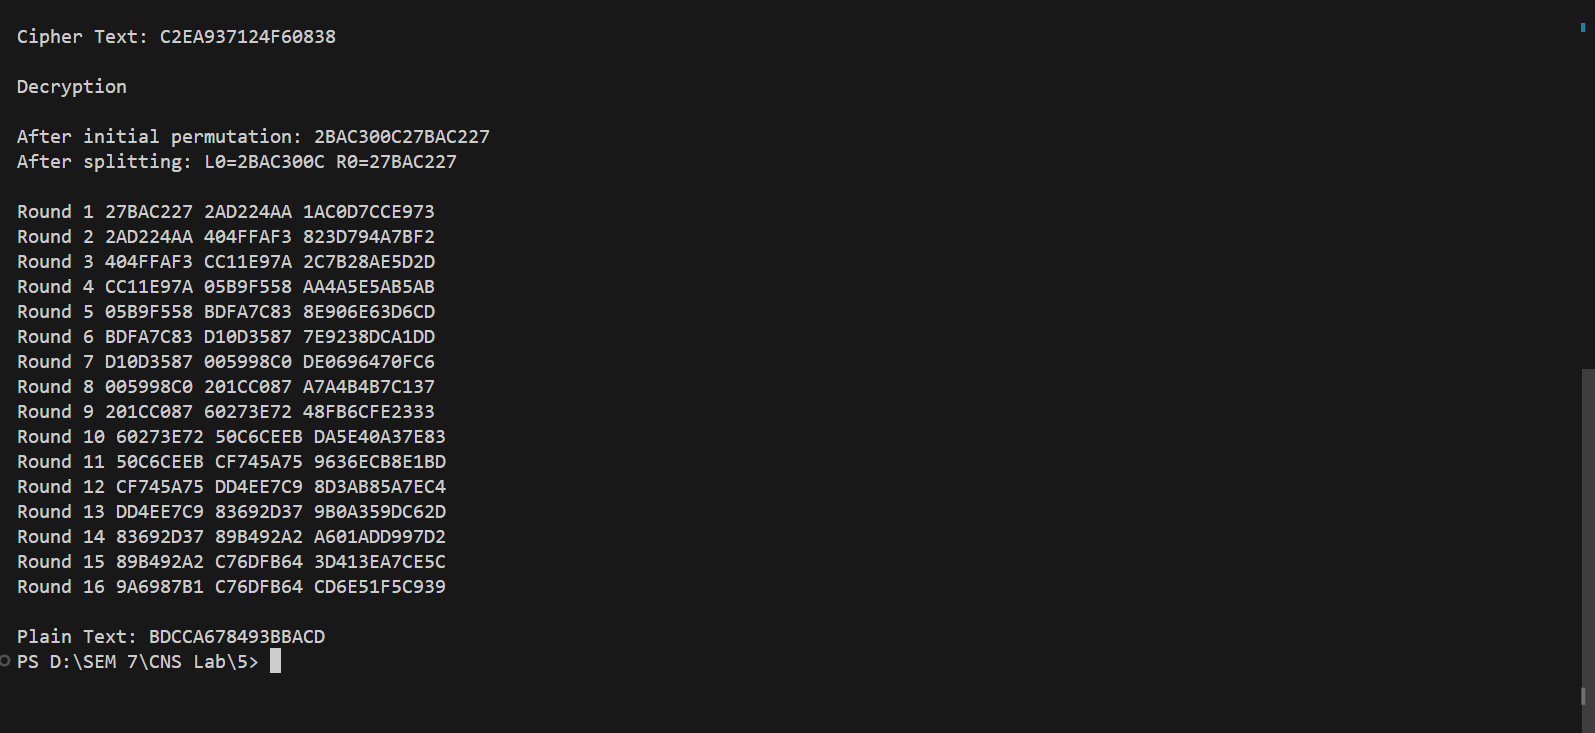 Cipher Text: C2EA937124F60838
Decryption
After initial permutation: 2BAC300C27BAC227
After splitting: L0=2BAC300C R0=27BAC227
Round 1 27BAC227 2AD224AA 1AC0D7CCE973
Round 2 2AD224AA 404FFAF3 823D794A7BF2
Round 3 404FFAF3 CC11E97A 2C7B28AE5D2D
Round 4 CC11E97A 05B9F558 AA4A5E5AB5AB
Round 5 05B9F558 BDFA7C83 8E906E63D6CD
Round 6 BDFA7C83 D10D3587 7E9238DCA1DD
Round 7 D10D3587 005998C0 DE0696470FC6
Round 8 005998C0 201CC087 A7A4B4B7C137
Round 9 201CC087 60273E72 48FB6CFE2333
Round 10 60273E72 50C6CEEB DA5E40A37E83
Round 11 50C6CEEB CF745A75 9636ECB8E1BD
Round 12 CF745A75 DD4EE7C9 8D3AB85A7EC4
Round 13 DD4EE7C9 83692D37 9B0A359DC62D
Round 14 83692D37 89B492A2 A601ADD997D2
Round 15 89B492A2 C76DFB64 3D413EA7CE5C
Round 16 9A6987B1 C76DFB64 CD6E51F5C939
Plain Text: BDCCA678493BBACD
PS D:\SEM 7\CNS Lab\5>